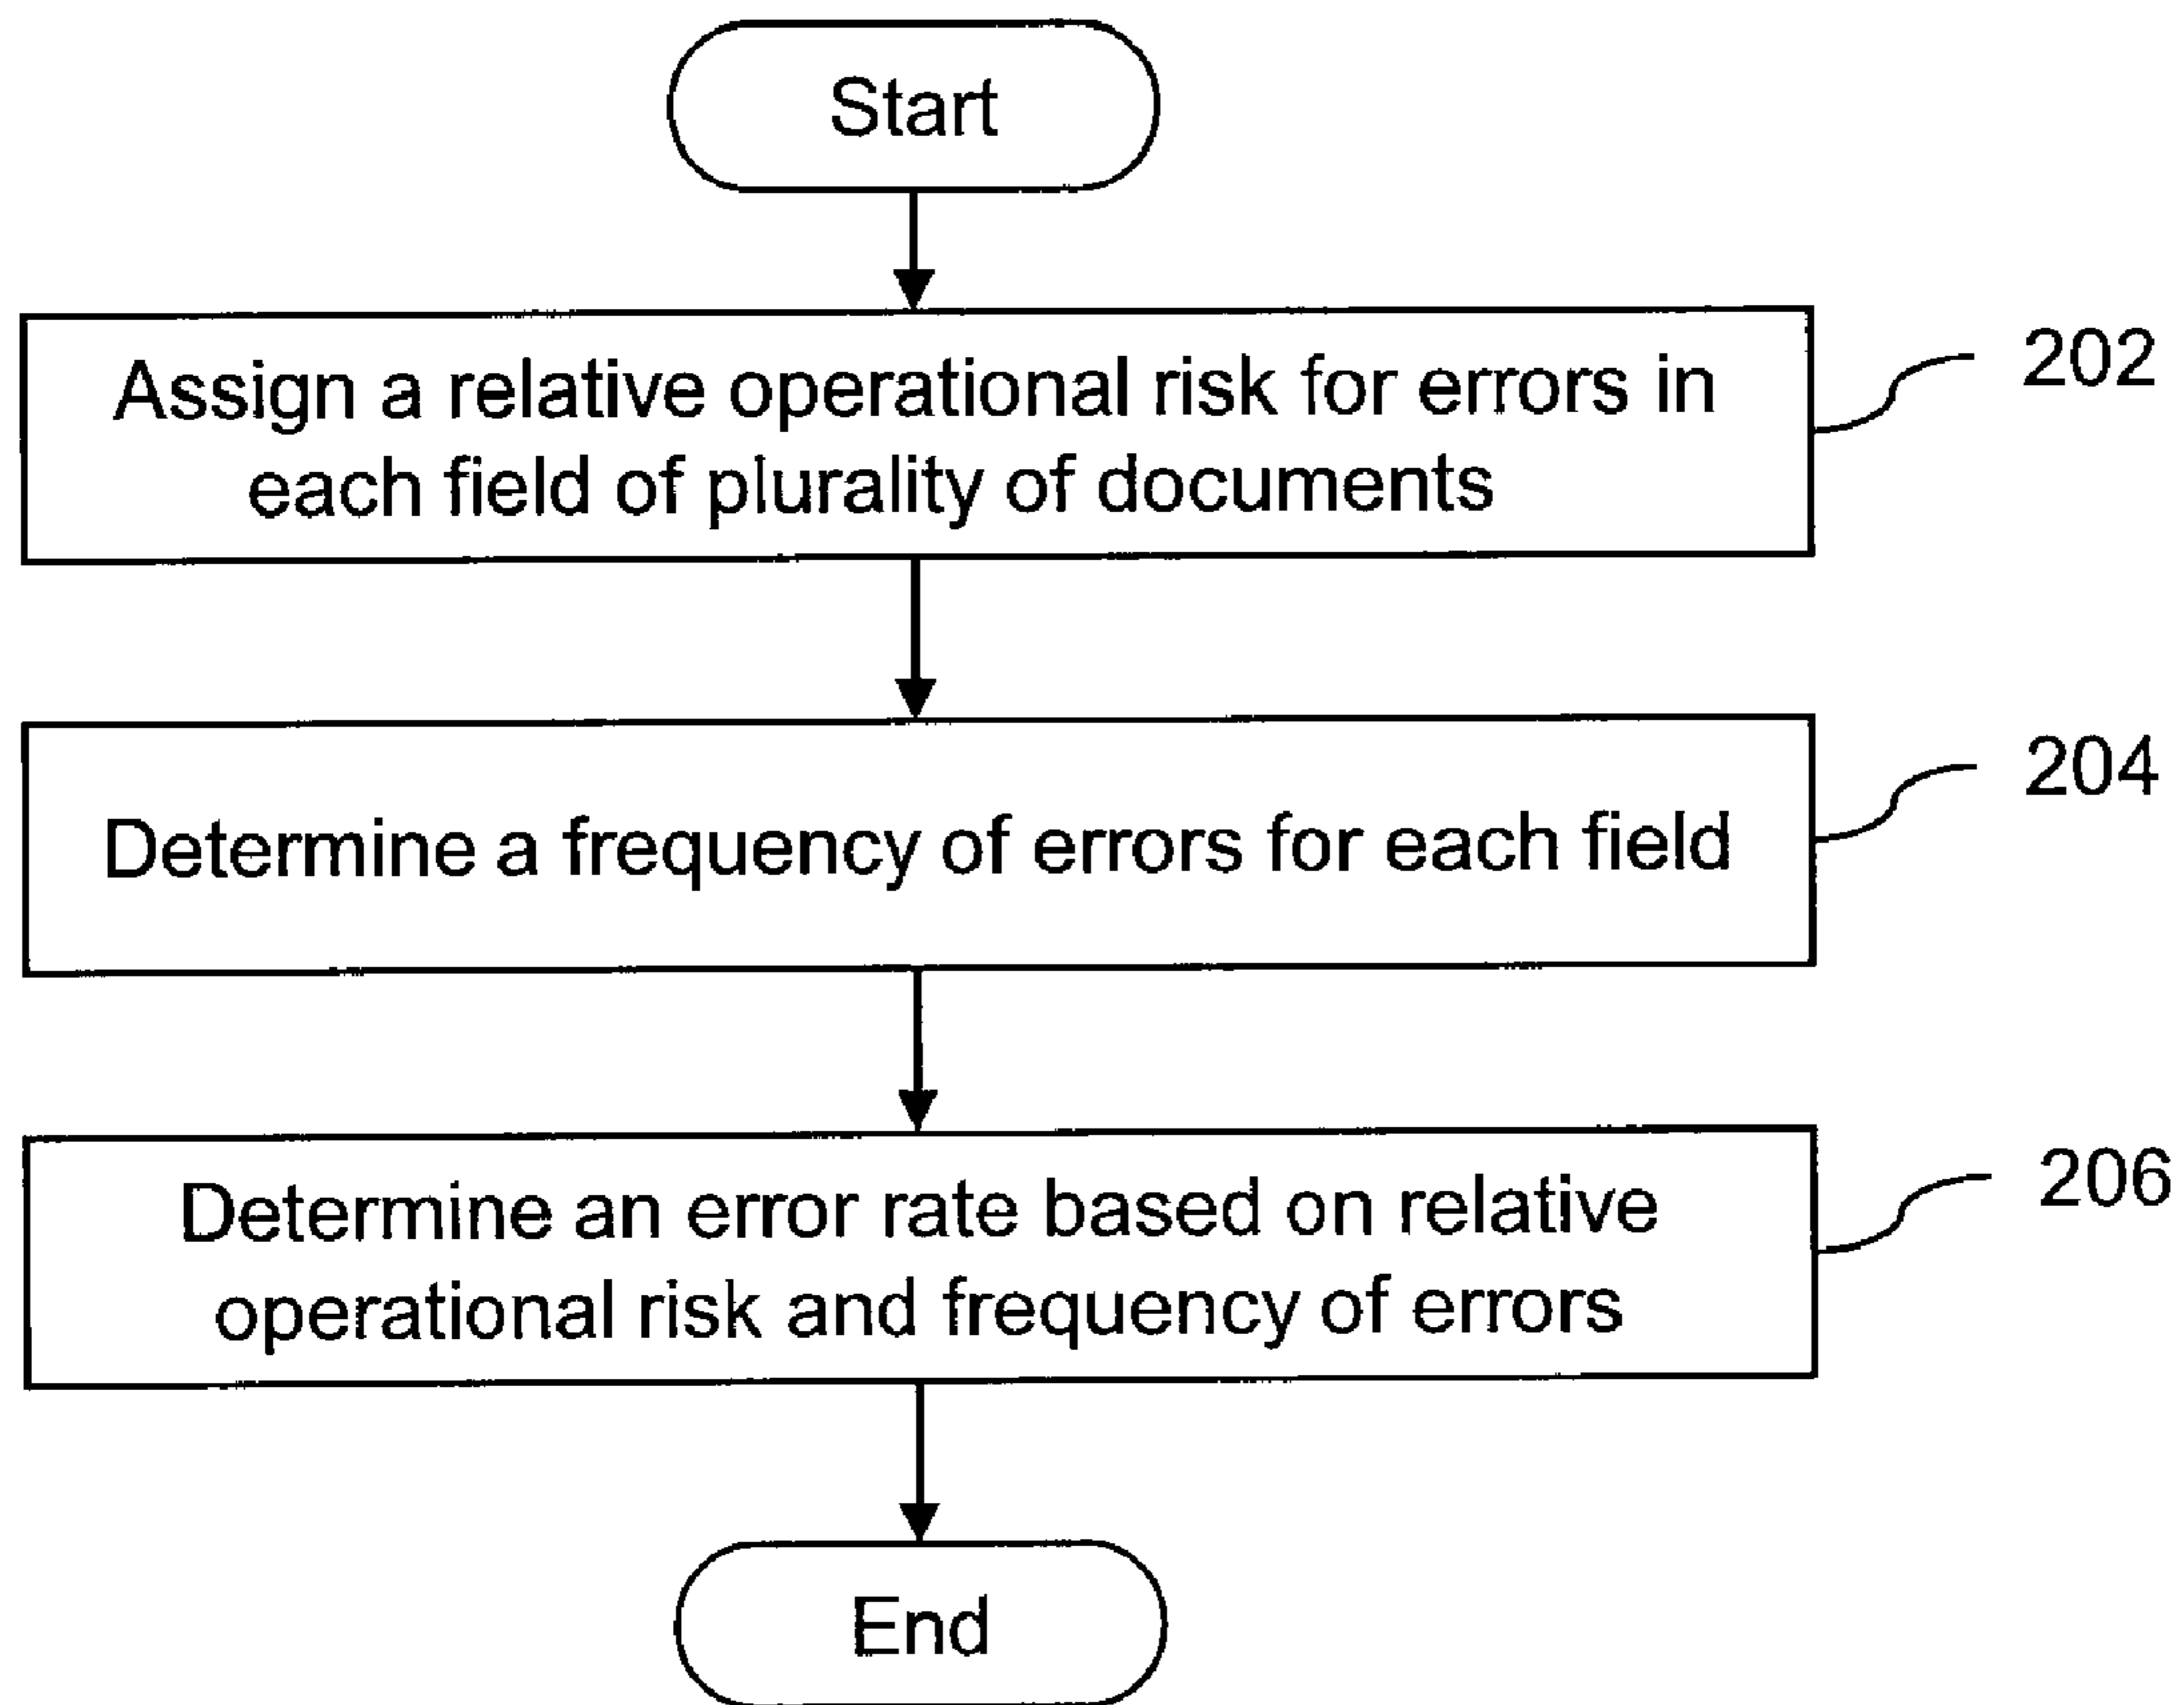 Start
Assign a relative operational risk for errors in
each field of plurality of documents
202
Determine a frequency of errors for each field
204
Determine an error rate based on relative
operational risk and frequency of errors
206
End